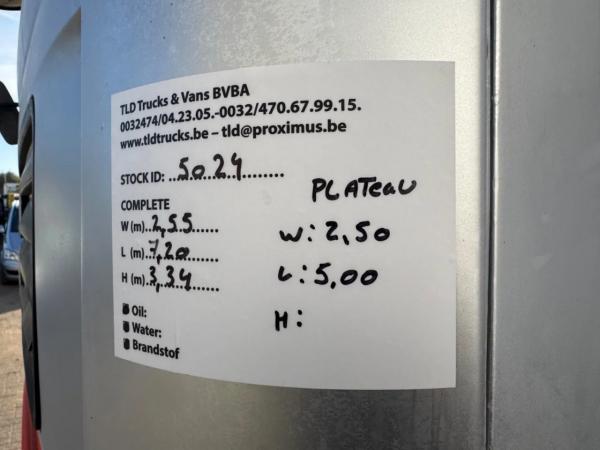 TLD Trucks & Vans BVBA
0032474/04.23.05.-0032/470.67.99.15.
www.tldtrucks.be – tld@proximus.be
STOCK ID: ...5024........
COMPLETE
W (m)..2,55......
L (m)..7,20......
H (m)..3,34......
Oil:
Water:
Brandstof
PLATEAU
W: 2,50
L: 5,00
H: